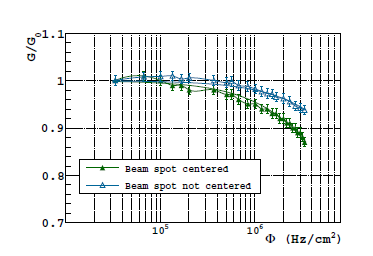 G/G₀
1.1
1
0.9
0.8
0.7
Beam spot centered
Beam spot not centered
10⁵
10⁶
Φ (Hz/cm²)